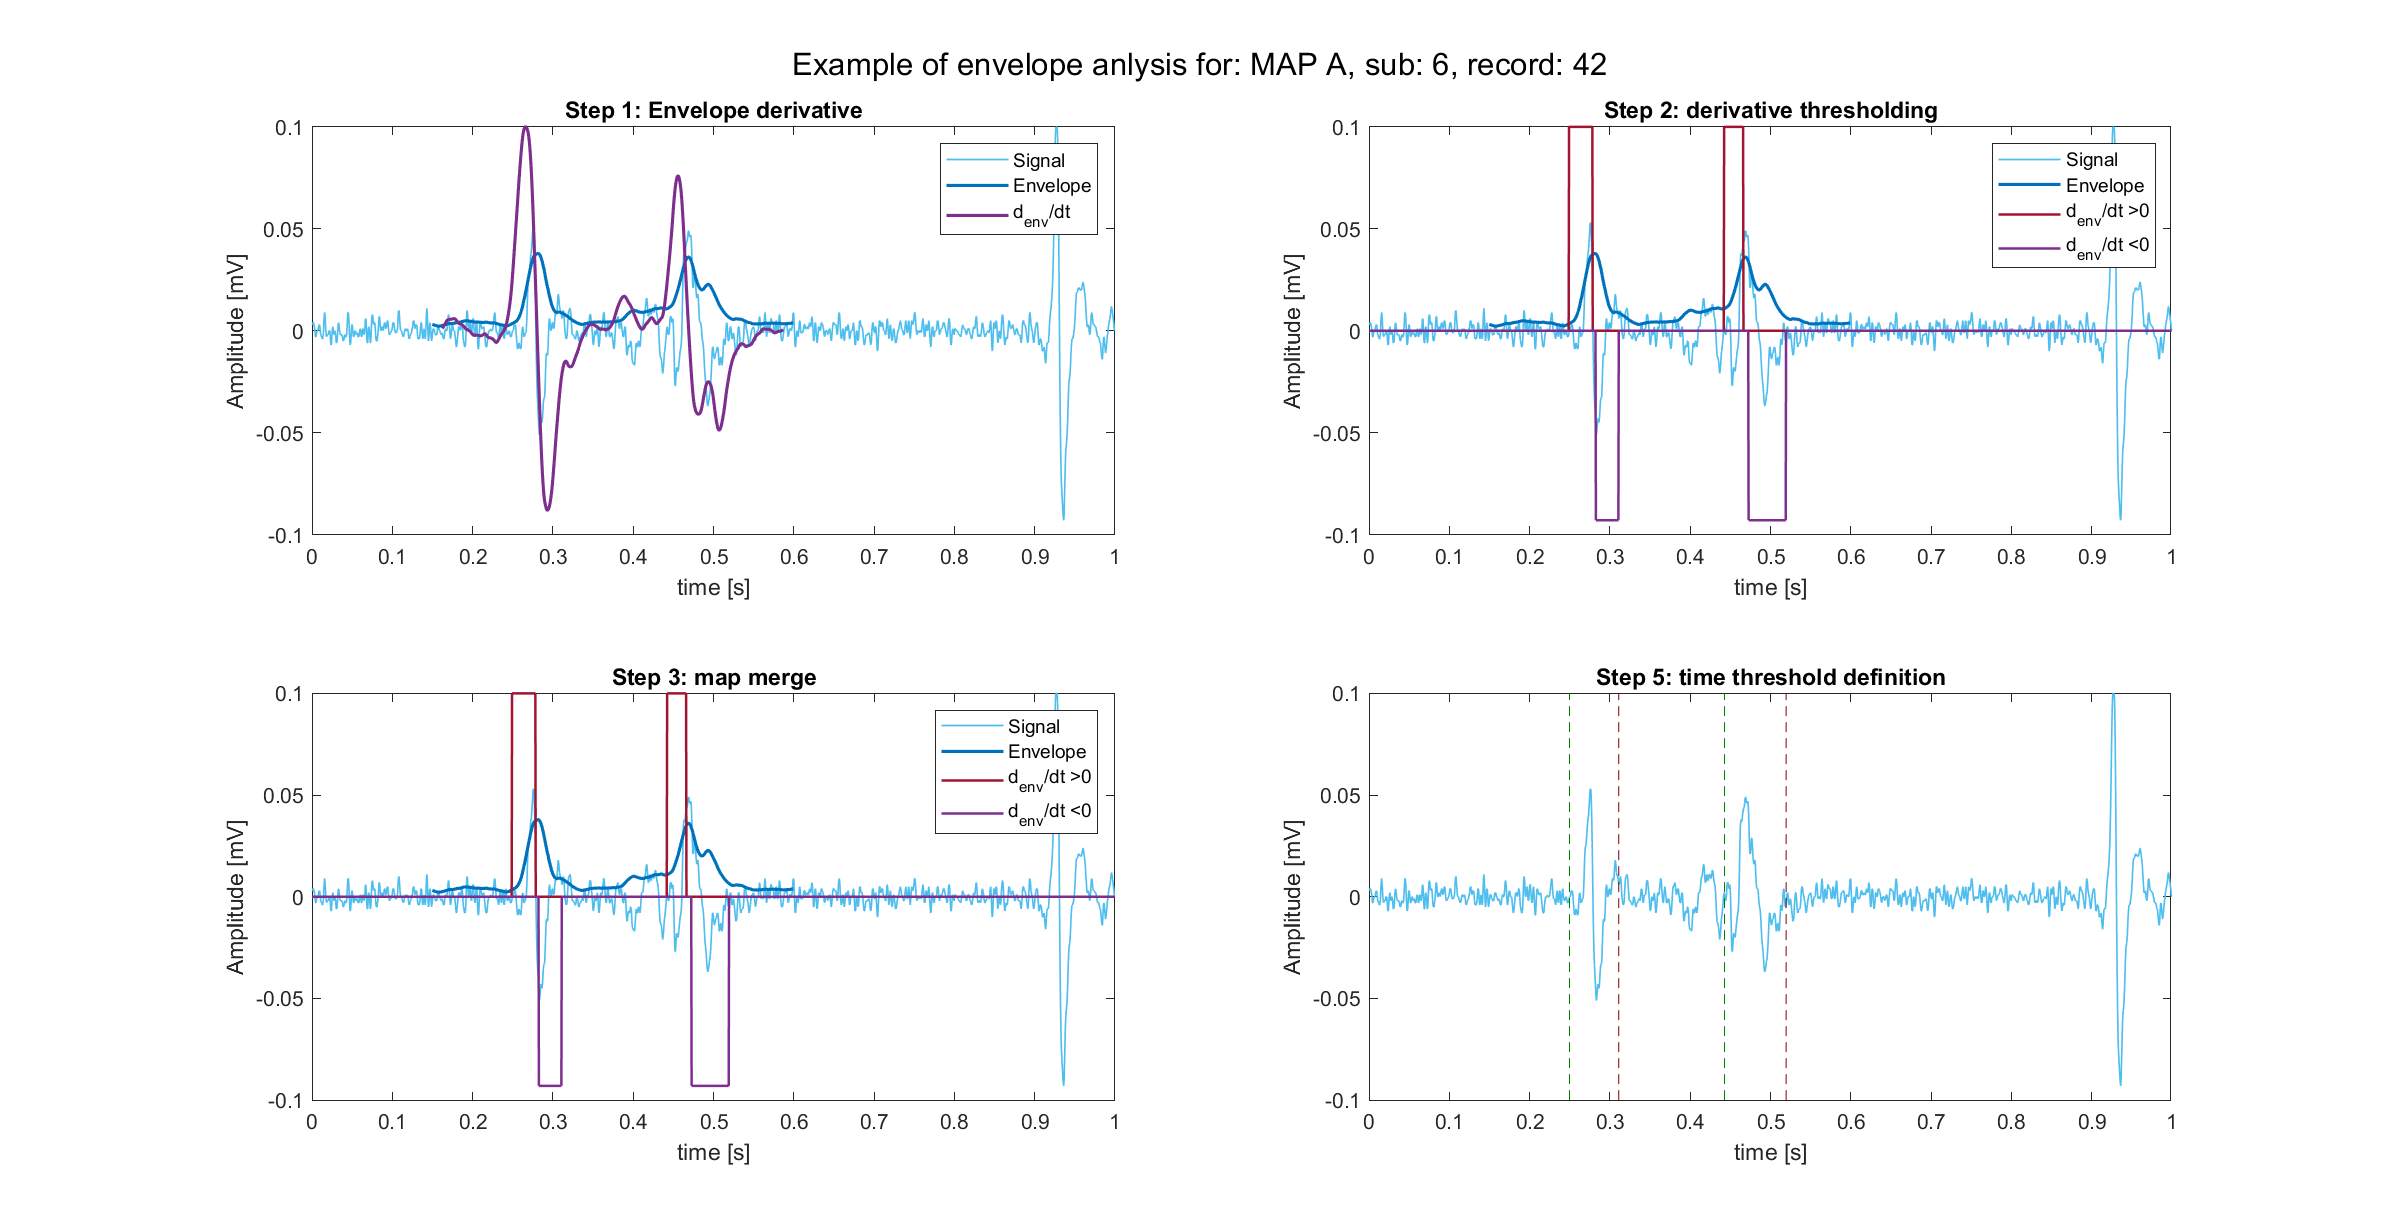 Example of envelope anlysis for: MAP A, sub: 6, record: 42
Step 1: Envelope derivative
0.1
0.05
0
-0.05
-0.1
Amplitude [mV]
0 0.1 0.2 0.3 0.4 0.5 0.6 0.7 0.8 0.9 1
time [s]
Signal
Envelope
d_env/dt
Step 2: derivative thresholding
0.1
0.05
0
-0.05
-0.1
Amplitude [mV]
0 0.1 0.2 0.3 0.4 0.5 0.6 0.7 0.8 0.9 1
time [s]
Signal
Envelope
d_env/dt >0
d_env/dt <0
Step 3: map merge
0.1
0.05
0
-0.05
-0.1
Amplitude [mV]
0 0.1 0.2 0.3 0.4 0.5 0.6 0.7 0.8 0.9 1
time [s]
Signal
Envelope
d_env/dt >0
d_env/dt <0
Step 5: time threshold definition
0.1
0.05
0
-0.05
-0.1
Amplitude [mV]
0 0.1 0.2 0.3 0.4 0.5 0.6 0.7 0.8 0.9 1
time [s]